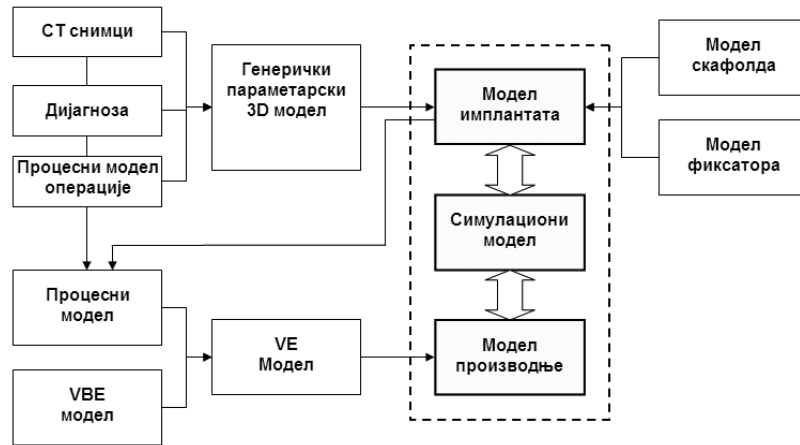 СТ снимци
Дијагноза
Процесни модел
операције
Генерички
параметарски
3D модел
Модел
имплантата
Модел
скафолда
Модел
фиксатора
Симулациони
модел
Процесни
модел
VBE
модел
VE
Модел
Модел
производње